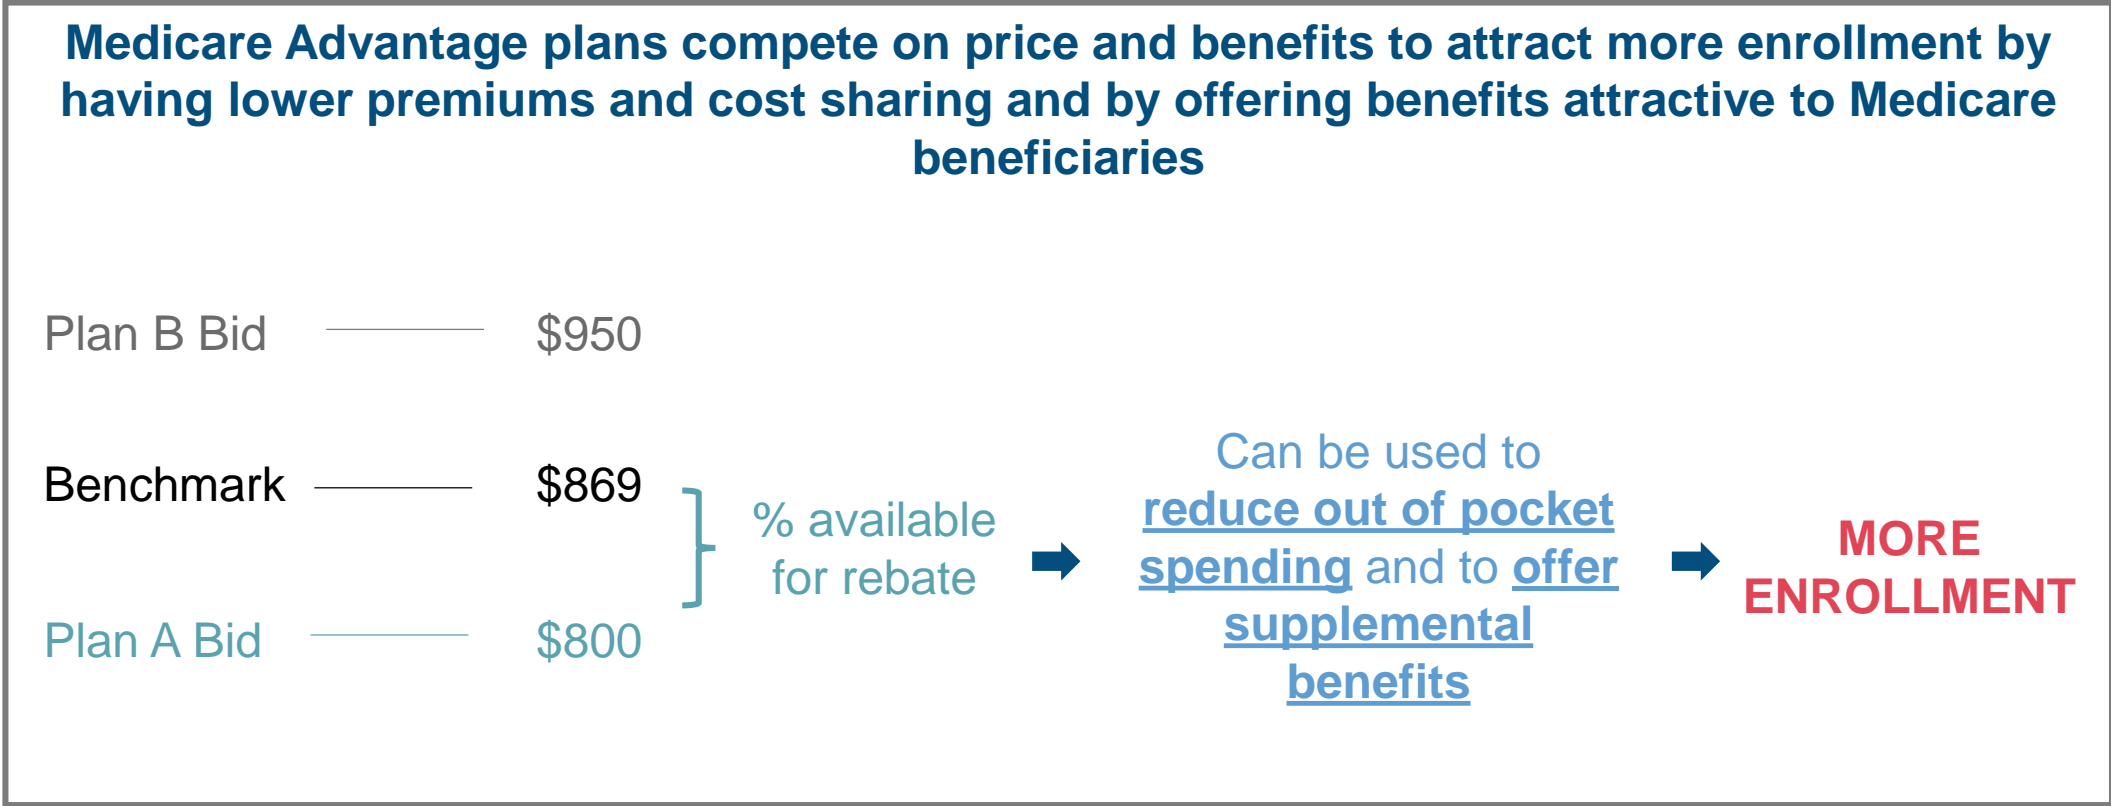 Medicare Advantage plans compete on price and benefits to attract more enrollment by
having lower premiums and cost sharing and by offering benefits attractive to Medicare
beneficiaries
Plan B Bid $950
Benchmark $869
Plan A Bid $800
% available
for rebate
Can be used to
reduce out of pocket
spending and to offer
supplemental
benefits
MORE
ENROLLMENT